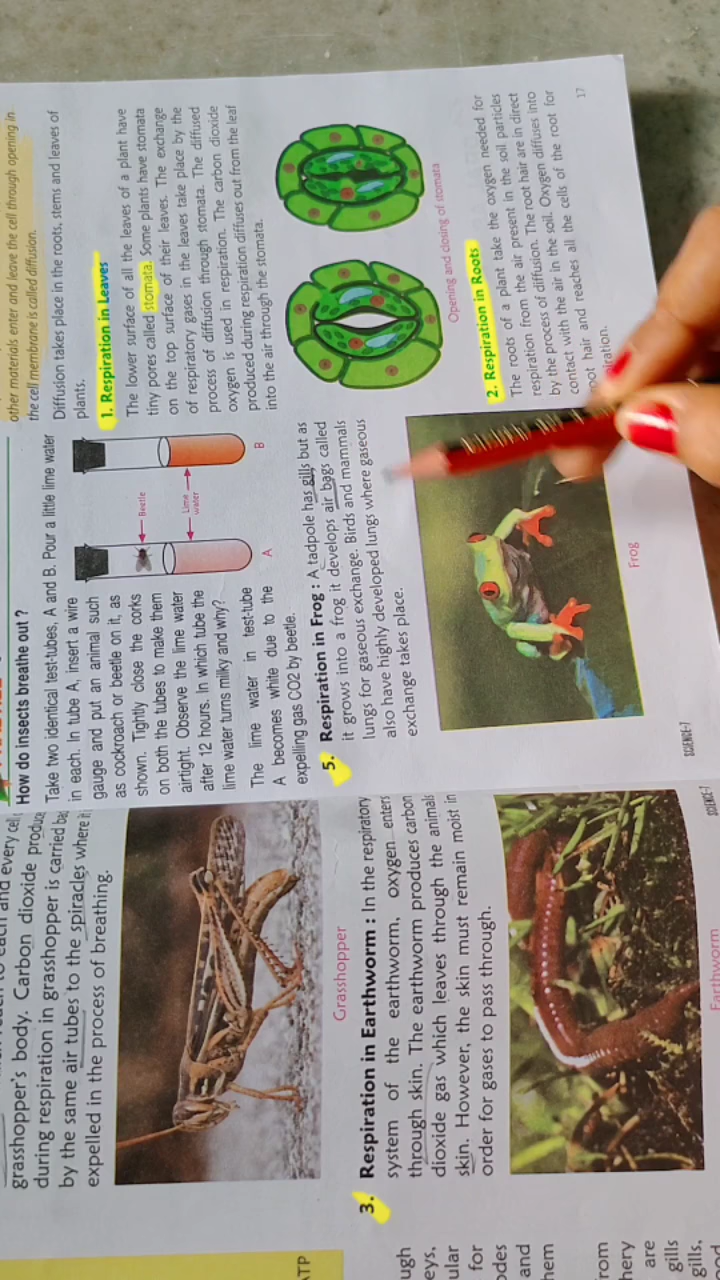 grasshopper's body. Carbon dioxide
during respiration in grasshopper is carried
by the same air tubes to the spiracles where it
expelled in the process of breathing.
Grasshopper
3. Respiration in Earthworm : In the respiratory
system of the earthworm, oxygen enters
through skin. The earthworm produces carbon
dioxide gas which leaves through the animals
skin. However, the skin must remain moist in
order for gases to pass through.
Earthworm
SCIENCE-7
How do insects breathe out ?
Take two identical test-tubes, A and B. Pour a little lime water
in each. In tube A, insert a wire
gauge and put an animal such
as cockroach or beetle on it, as
shown. Tightly close the corks
on both the tubes to make them
airtight. Observe the lime water
after 12 hours. In which tube the
lime water turns milky and why?
The lime water in test-tube
A becomes white due to the
expelling gas CO2 by beetle.
Beetle
Lime
water
A
B
5. Respiration in Frog : A tadpole has gills but as
it grows into a frog it develops air bags called
lungs for gaseous exchange. Birds and mammals
also have highly developed lungs where gaseous
exchange takes place.
Frog
SCIENCE-7
other materials enter and leave the cell through opening in
the cell membrane is called diffusion.
Diffusion takes place in the roots, stems and leaves of
plants.
1. Respiration in Leaves
The lower surface of all the leaves of a plant have
tiny pores called stomata. Some plants have stomata
on the top surface of their leaves. The exchange
of respiratory gases in the leaves take place by the
process of diffusion through stomata. The diffused
oxygen is used in respiration. The carbon dioxide
produced during respiration diffuses out from the leaf
into the air through the stomata.
Opening and closing of stomata
2. Respiration in Roots
The roots of a plant take the oxygen needed for
respiration from the air present in the soil particles
by the process of diffusion. The root hair are in direct
contact with the air in the soil. Oxygen diffuses into
root hair and reaches all the cells of the root for
17